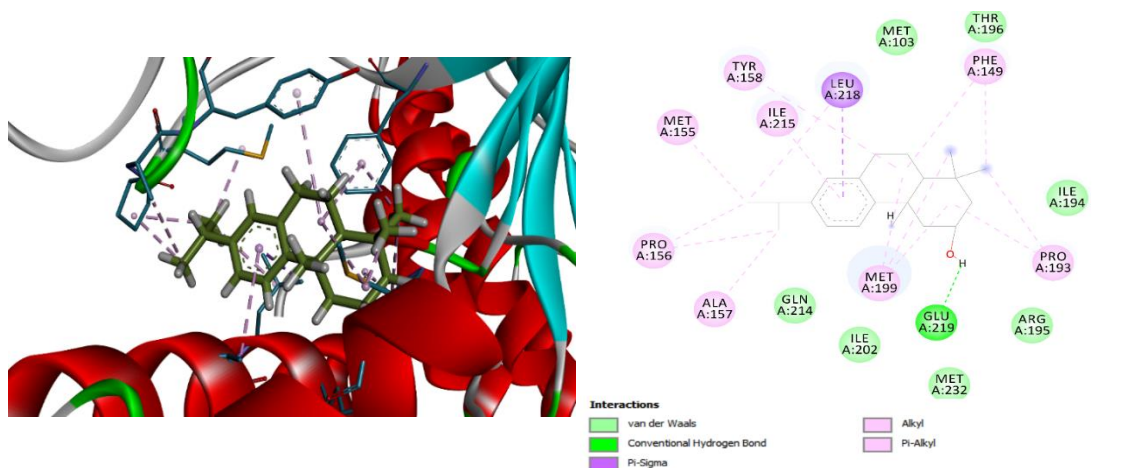 THR
A:196
MET
A:103
PHE
A:149
TYR
A:158
LEU
A:218
ILE
A:215
MET
A:155
ILE
A:194
H
PRO
A:156
O
H
PRO
A:193
MET
A:199
ALA
A:157
GLN
A:214
GLU
A:219
ARG
A:195
ILE
A:202
MET
A:232
Interactions
van der Waals
Conventional Hydrogen Bond
Pi-Sigma
Alkyl
Pi-Alkyl